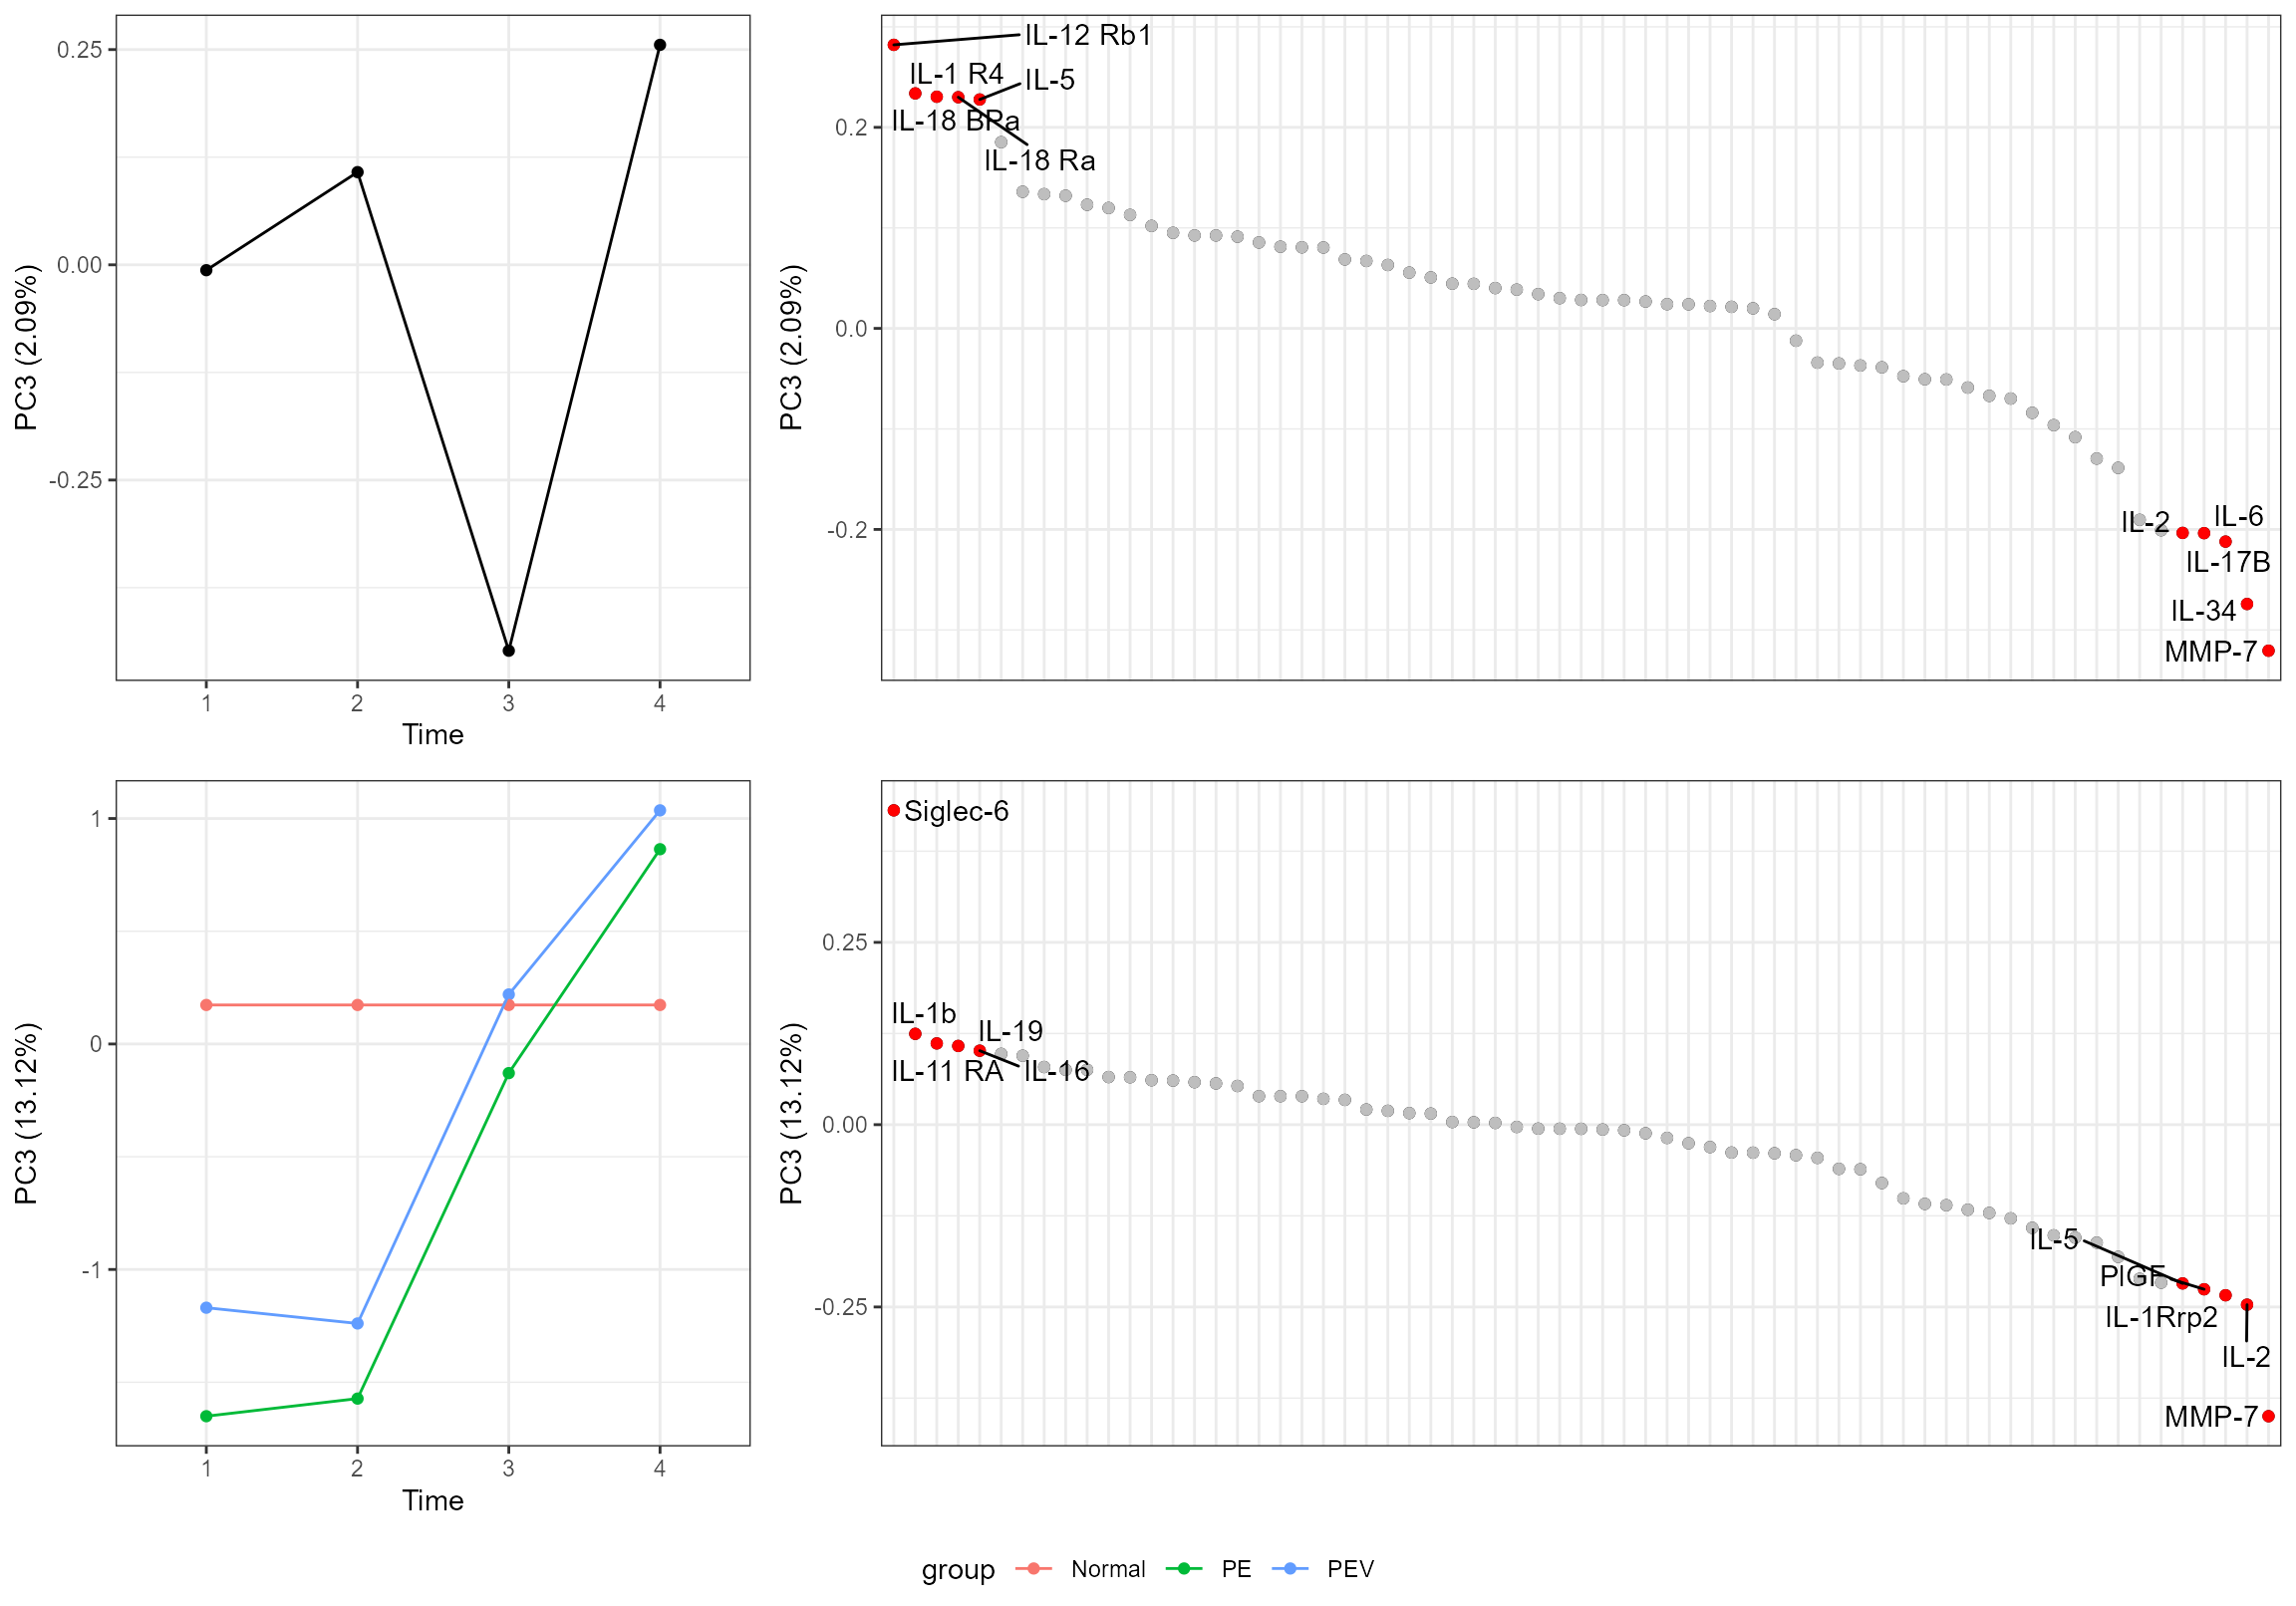 0.25
0.00
-0.25
PC3 (2.09%)
1 2 3 4
Time
PC3 (2.09%)
0.2
0.0
-0.2
IL-12 Rb1
IL-1 R4
IL-5
IL-18 BPa
IL-18 Ra
IL-2
IL-6
IL-17B
IL-34
MMP-7
1
0
-1
PC3 (13.12%)
1 2 3 4
Time
PC3 (13.12%)
0.25
0.00
-0.25
Siglec-6
IL-1b
IL-19
IL-11 RA
IL-16
IL-5
PlGF
IL-1Rrp2
IL-2
MMP-7
group Normal PE PEV